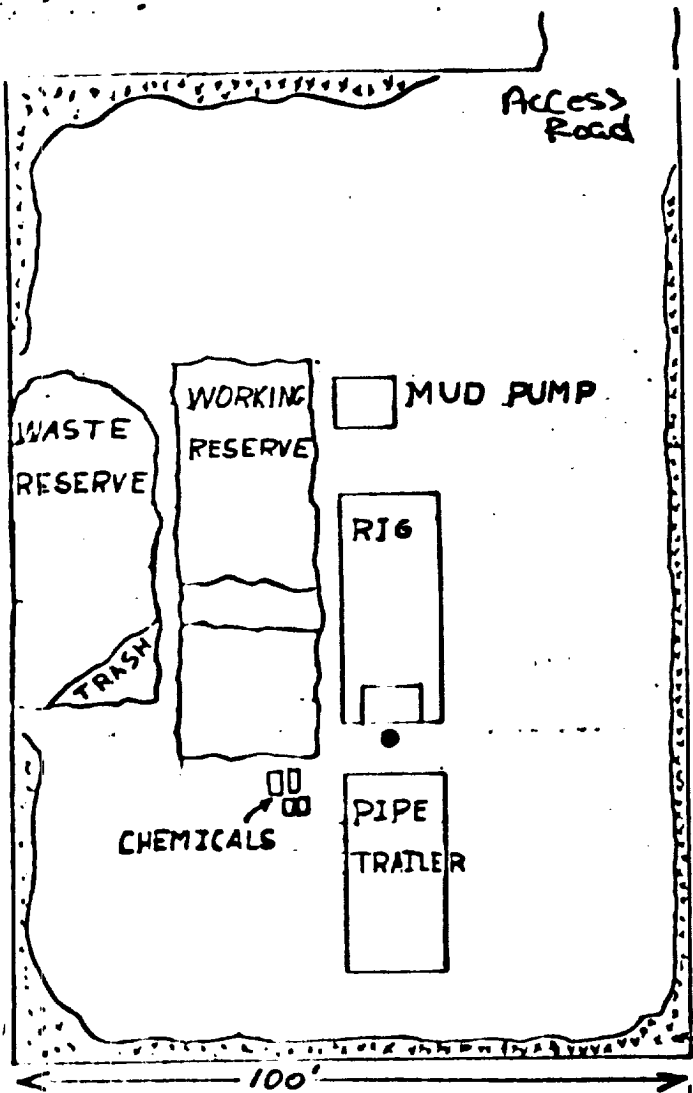 Access
Road
WORKING
RESERVE
MUD PUMP
WASTE
RESERVE
RIG
TRASH
CHEMICALS
PIPE
TRAILER
100'